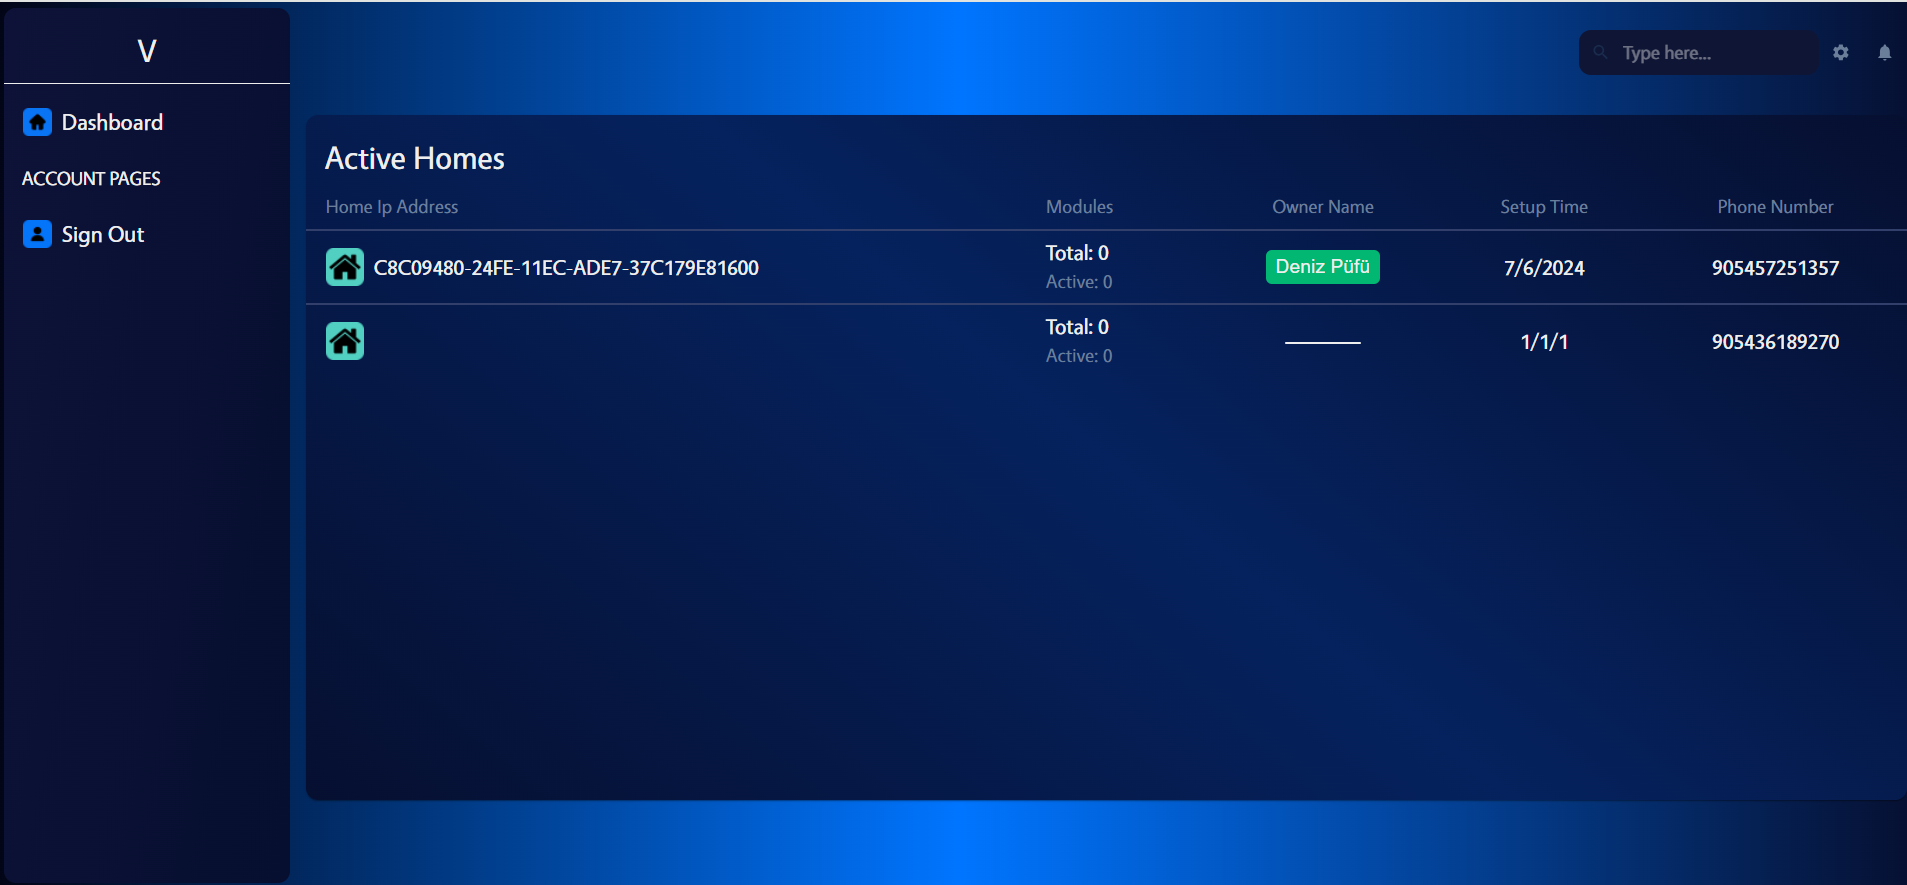 V
Dashboard
ACCOUNT PAGES
Sign Out
Type here...
Active Homes
Home Ip Address Modules Owner Name Setup Time Phone Number
C8C09480-24FE-11EC-ADE7-37C179E81600 Total: 0 Active: 0 Deniz Püfü 7/6/2024 905457251357
Total: 0 Active: 0 1/1/1 905436189270